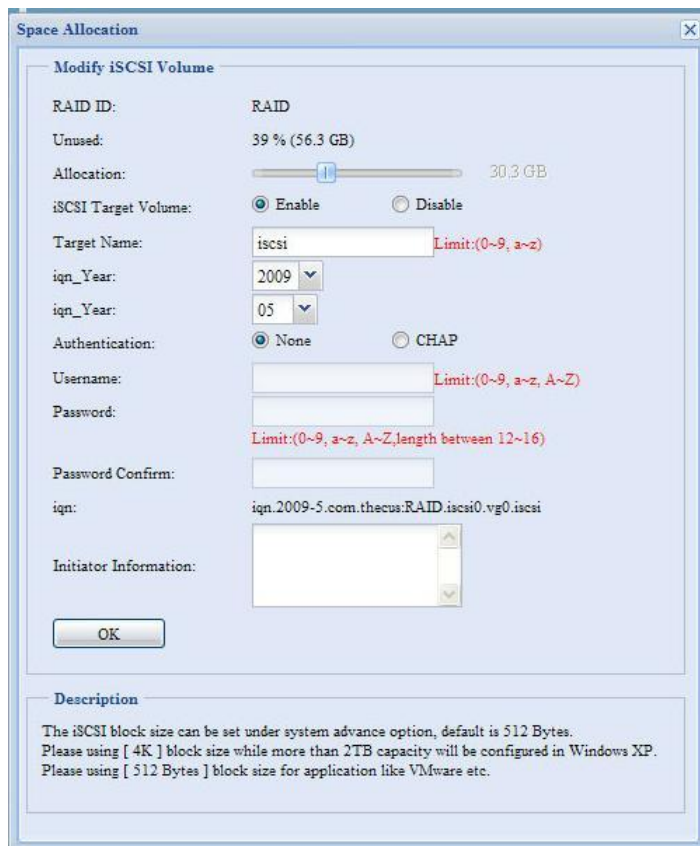 Space Allocation
Modify iSCSI Volume
RAID ID: RAID
Unused: 39 % (56.3 GB)
Allocation: 30.3 GB
iSCSI Target Volume: Enable Disable
Target Name: iscsi Limit:(0~9, a~z)
iqn_Year: 2009
iqn_Year: 05
Authentication: None CHAP
Username: Limit:(0~9, a~z, A~Z)
Password:
Limit:(0~9, a~z, A~Z,length between 12~16)
Password Confirm:
iqn: iqn.2009-5.com.thecus:RAID.iscsi0.vg0.iscsi
Initiator Information:
OK
Description
The iSCSI block size can be set under system advance option, default is 512 Bytes.
Please using [ 4K ] block size while more than 2TB capacity will be configured in Windows XP.
Please using [ 512 Bytes ] block size for application like VMware etc.